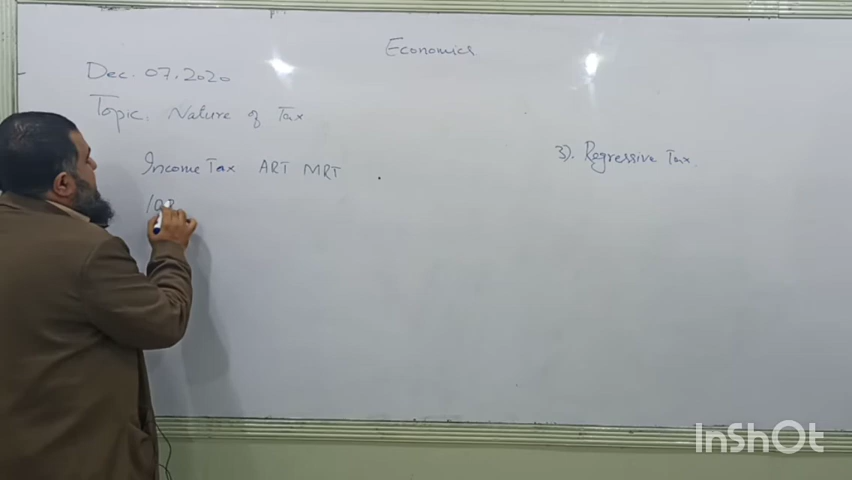 Economics
Dec. 07. 2020
Topic. Nature of Tax
Income Tax ART MRT
3). Regressive Tax.
InShot